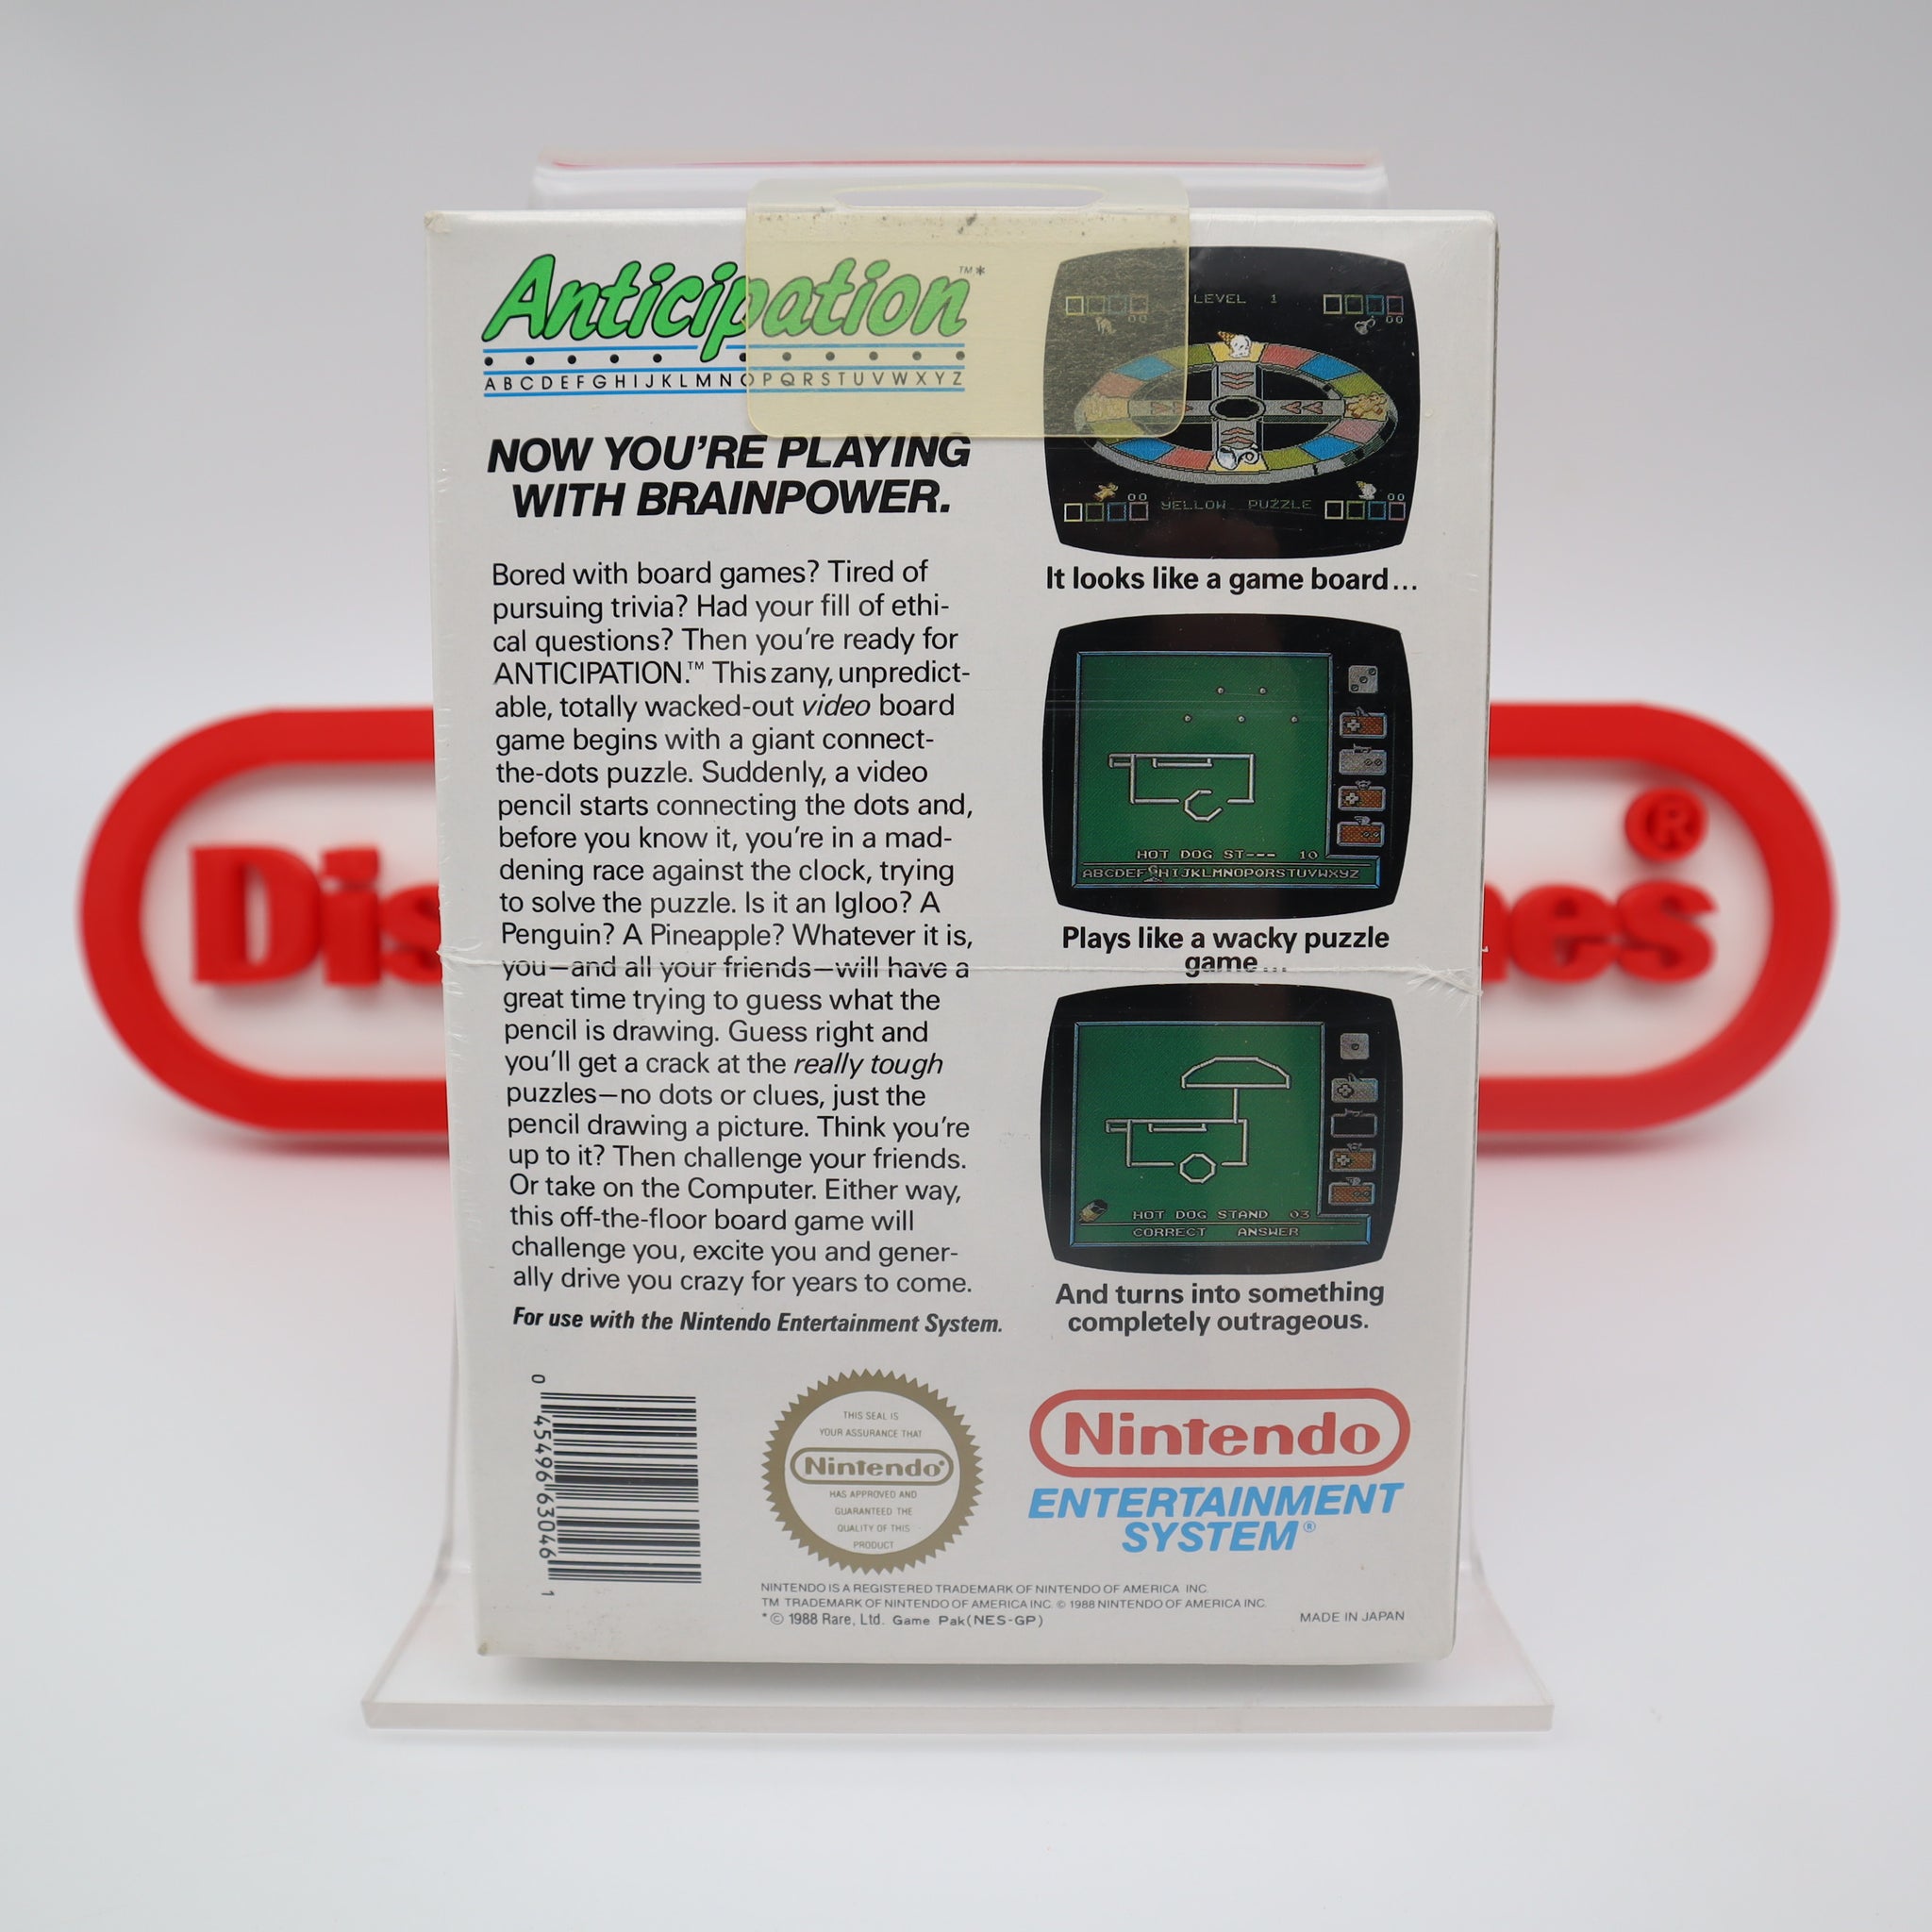 Anticipation ™*
ABCDEFGHIJKLMNOPQRSTUVWXYZ
NOW YOU'RE PLAYING
WITH BRAINPOWER.
Bored with board games? Tired of
pursuing trivia? Had your fill of ethi-
cal questions? Then you're ready for
ANTICIPATION.™ This zany, unpredict-
able, totally wacked-out video board
game begins with a giant connect-
the-dots puzzle. Suddenly, a video
pencil starts connecting the dots and,
before you know it, you're in a mad-
dening race against the clock, trying
to solve the puzzle. Is it an Igloo? A
Penguin? A Pineapple? Whatever it is,
you—and all your friends—will have a
great time trying to guess what the
pencil is drawing. Guess right and
you'll get a crack at the really tough
puzzles—no dots or clues, just the
pencil drawing a picture. Think you're
up to it? Then challenge your friends.
Or take on the Computer. Either way,
this off-the-floor board game will
challenge you, excite you and gener-
ally drive you crazy for years to come.
For use with the Nintendo Entertainment System.
LEVEL 1
00 00
00 00
YELLOW PUZZLE
It looks like a game board...
HOT DOG ST--- 10
ABCDEFGHIJKLMNOPQRSTUVWXYZ
Plays like a wacky puzzle
game...
HOT DOG STAND 03
CORRECT ANSWER
And turns into something
completely outrageous.
0 45496 63046 1
THIS SEAL IS
YOUR ASSURANCE THAT
Nintendo®
HAS APPROVED AND
GUARANTEED THE
QUALITY OF THIS
PRODUCT
Nintendo
ENTERTAINMENT
SYSTEM®
NINTENDO IS A REGISTERED TRADEMARK OF NINTENDO OF AMERICA INC.
TM TRADEMARK OF NINTENDO OF AMERICA INC. © 1988 NINTENDO OF AMERICA INC.
*© 1988 Rare, Ltd. Game Pak (NES-GP)
MADE IN JAPAN